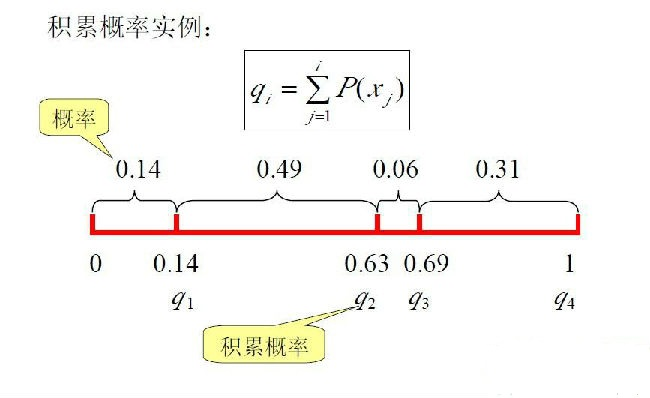 积累概率实例：
q_i = \sum_{j=1}^{i} P(x_j)
概率
0.14 0.49 0.06 0.31
0 0.14 0.63 0.69 1
q1 q2 q3 q4
积累概率